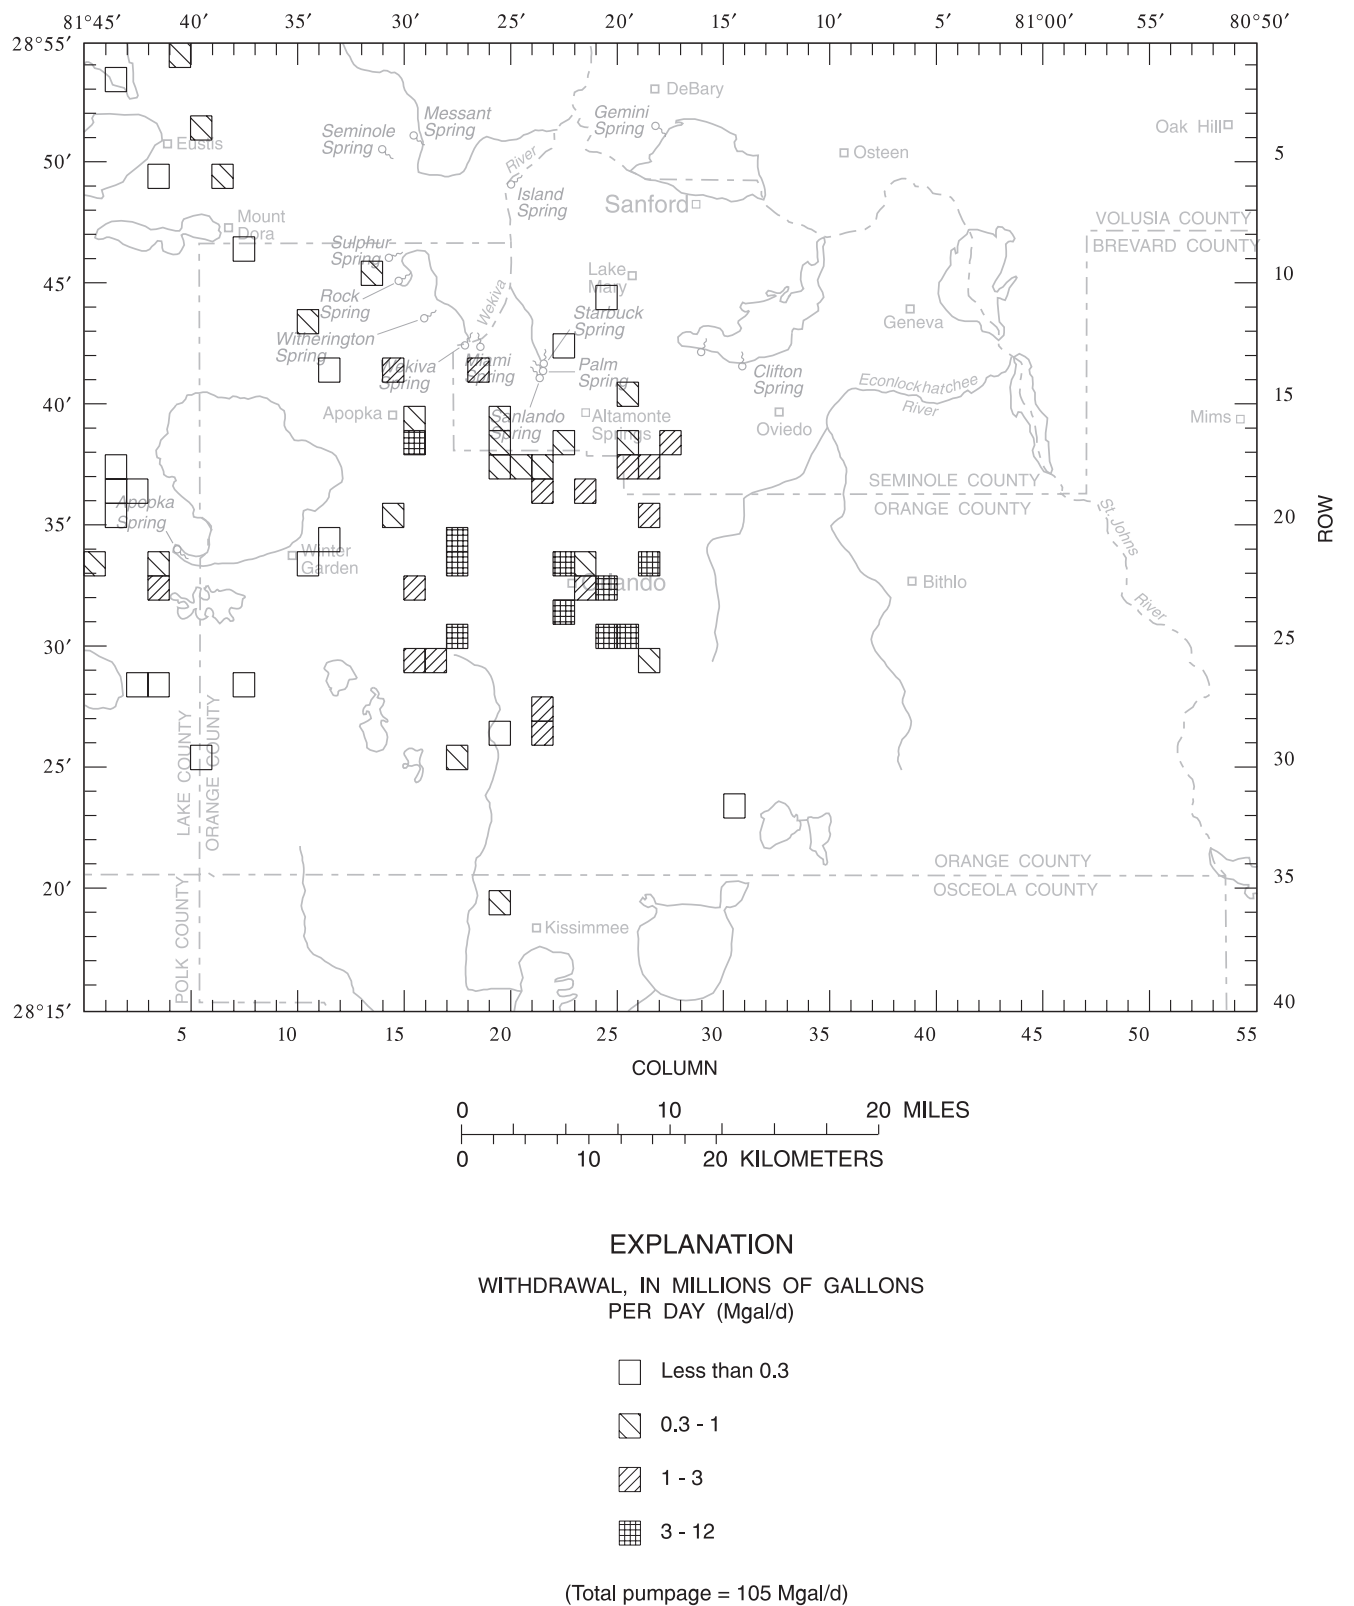 81°45′ 40′ 35′ 30′ 25′ 20′ 15′ 10′ 5′ 81°00′ 55′ 80°50′
28°55′
DeBary
Messant
Spring
Gemini
Spring
Seminole
Spring
Oak Hill
Eustis
50′
River
Osteen
5
Island
Spring
Sanford
Mount
Dora
VOLUSIA COUNTY
BREVARD COUNTY
Sulphur
Spring
Lake
Mary
45′
10
Rock
Spring
Wekiva
Starbuck
Spring
Geneva
Witherington
Spring
Wekiva
Spring
Miami
Spring
Palm
Spring
Clifton
Spring
Econlockhatchee
River
15
40′
Apopka
Sanlando
Spring
Altamonte
Springs
Oviedo
Mims
SEMINOLE COUNTY
ORANGE COUNTY
Apopka
Spring
St. Johns
River
35′
20
ROW
Winter
Garden
Orlando
Bithlo
30′
25
LAKE COUNTY
ORANGE COUNTY
25′
30
ORANGE COUNTY
OSCEOLA COUNTY
20′
35
POLK COUNTY
Kissimmee
28°15′
40
5 10 15 20 25 30 35 40 45 50 55
COLUMN
0 10 20 MILES
0 10 20 KILOMETERS
EXPLANATION
WITHDRAWAL, IN MILLIONS OF GALLONS
PER DAY (Mgal/d)
Less than 0.3
0.3 - 1
1 - 3
3 - 12
(Total pumpage = 105 Mgal/d)